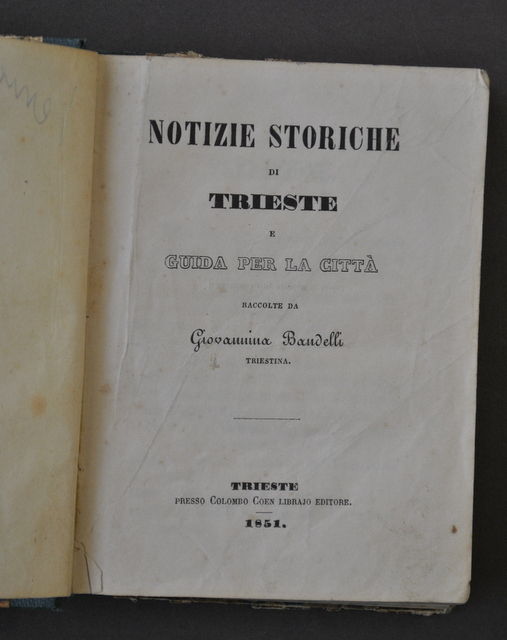 NOTIZIE STORICHE
DI
TRIESTE
E
GUIDA PER LA CITTÀ
RACCOLTE DA
Giovannina Bandelli
TRIESTINA.
TRIESTE
PRESSO COLOMBO COEN LIBRAJO EDITORE.
1851.